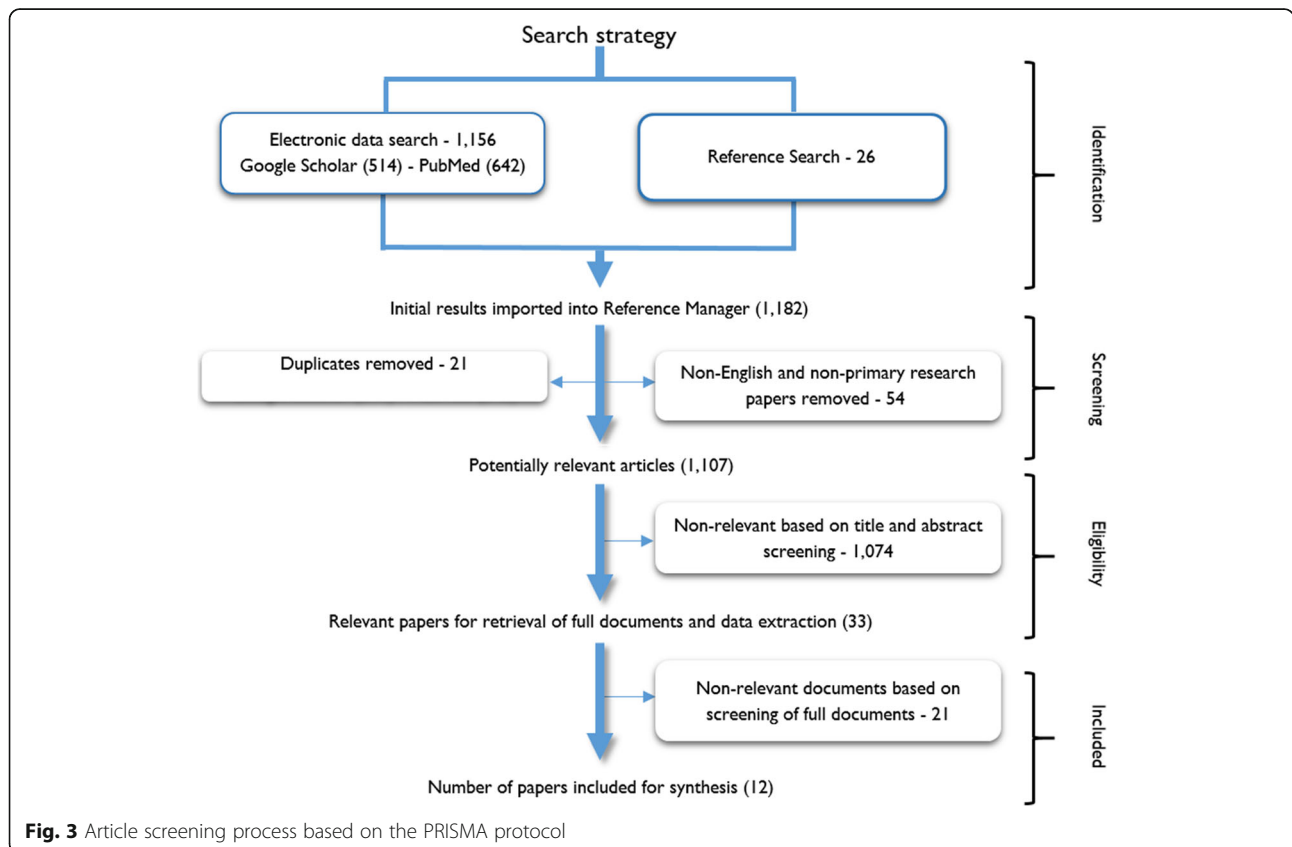 Search strategy
Electronic data search - 1,156
Google Scholar (514) - PubMed (642)
Reference Search - 26
Identification
Initial results imported into Reference Manager (1,182)
Duplicates removed - 21
Non-English and non-primary research
papers removed - 54
Screening
Potentially relevant articles (1,107)
Non-relevant based on title and abstract
screening - 1,074
Eligibility
Relevant papers for retrieval of full documents and data extraction (33)
Non-relevant documents based on
screening of full documents - 21
Included
Number of papers included for synthesis (12)
Fig. 3 Article screening process based on the PRISMA protocol